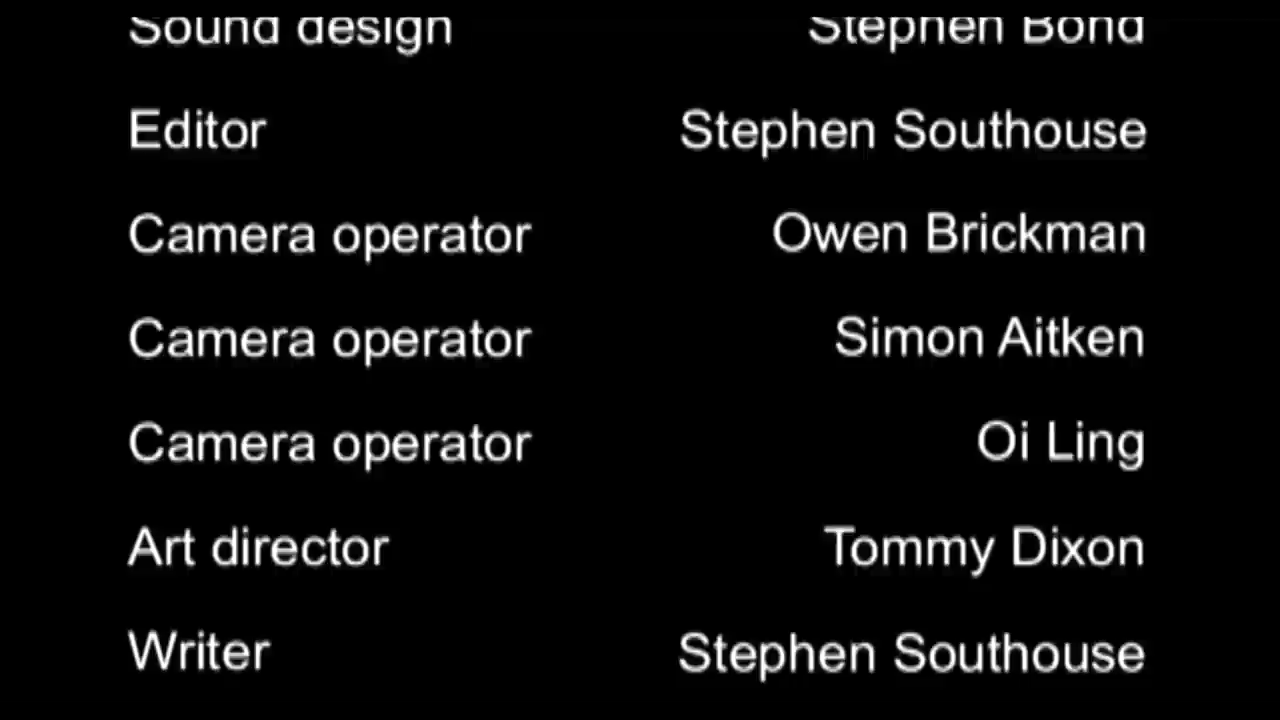 Sound design Stephen Bond
Editor Stephen Southouse
Camera operator Owen Brickman
Camera operator Simon Aitken
Camera operator Oi Ling
Art director Tommy Dixon
Writer Stephen Southouse